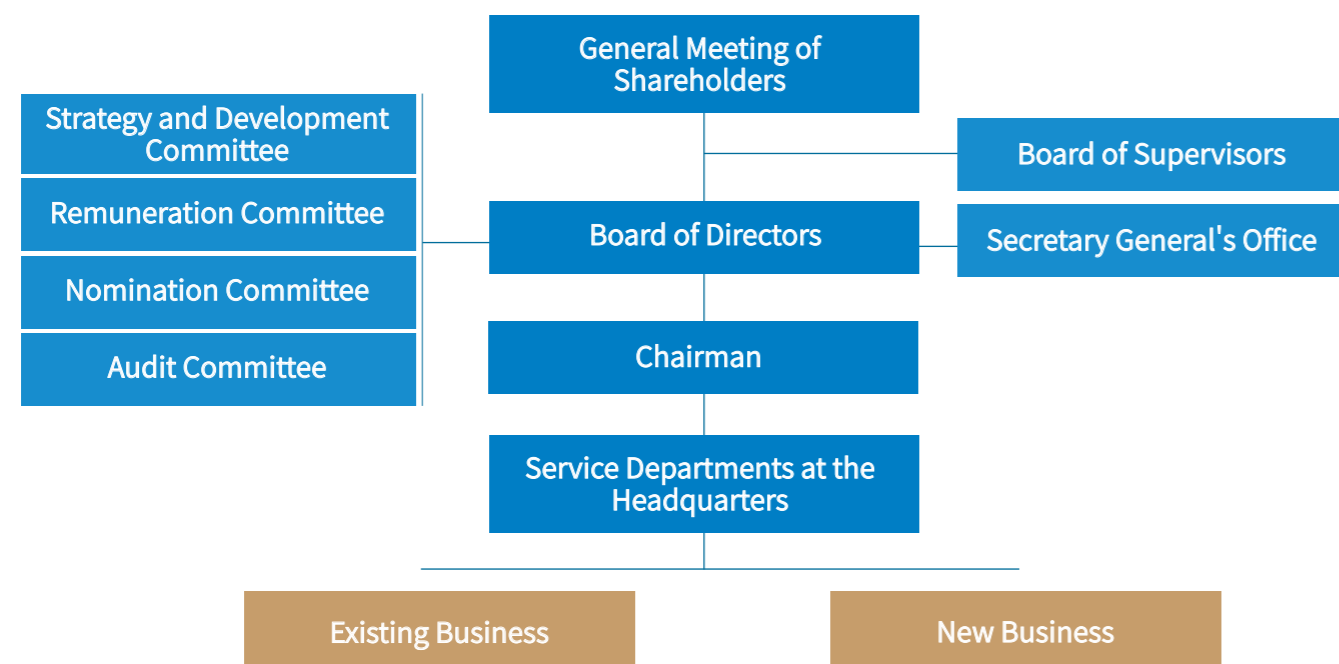 General Meeting of
Shareholders
Strategy and Development
Committee
Remuneration Committee
Nomination Committee
Audit Committee
Board of Supervisors
Board of Directors
Secretary General's Office
Chairman
Service Departments at the
Headquarters
Existing Business
New Business